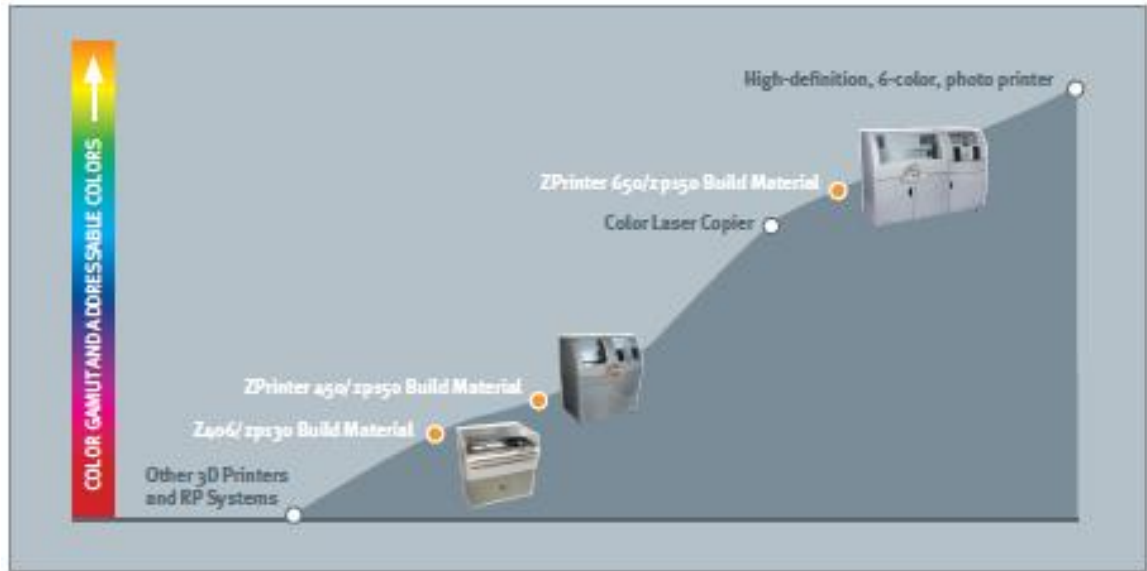 High-definition, 6-color, photo printer
ZPrinter 650/zp150 Build Material
Color Laser Copier
ZPrinter 450/zp150 Build Material
Z406/zp130 Build Material
Other 3D Printers
and RP Systems
COLOR GAMUT AND ADDRESSABLE COLORS